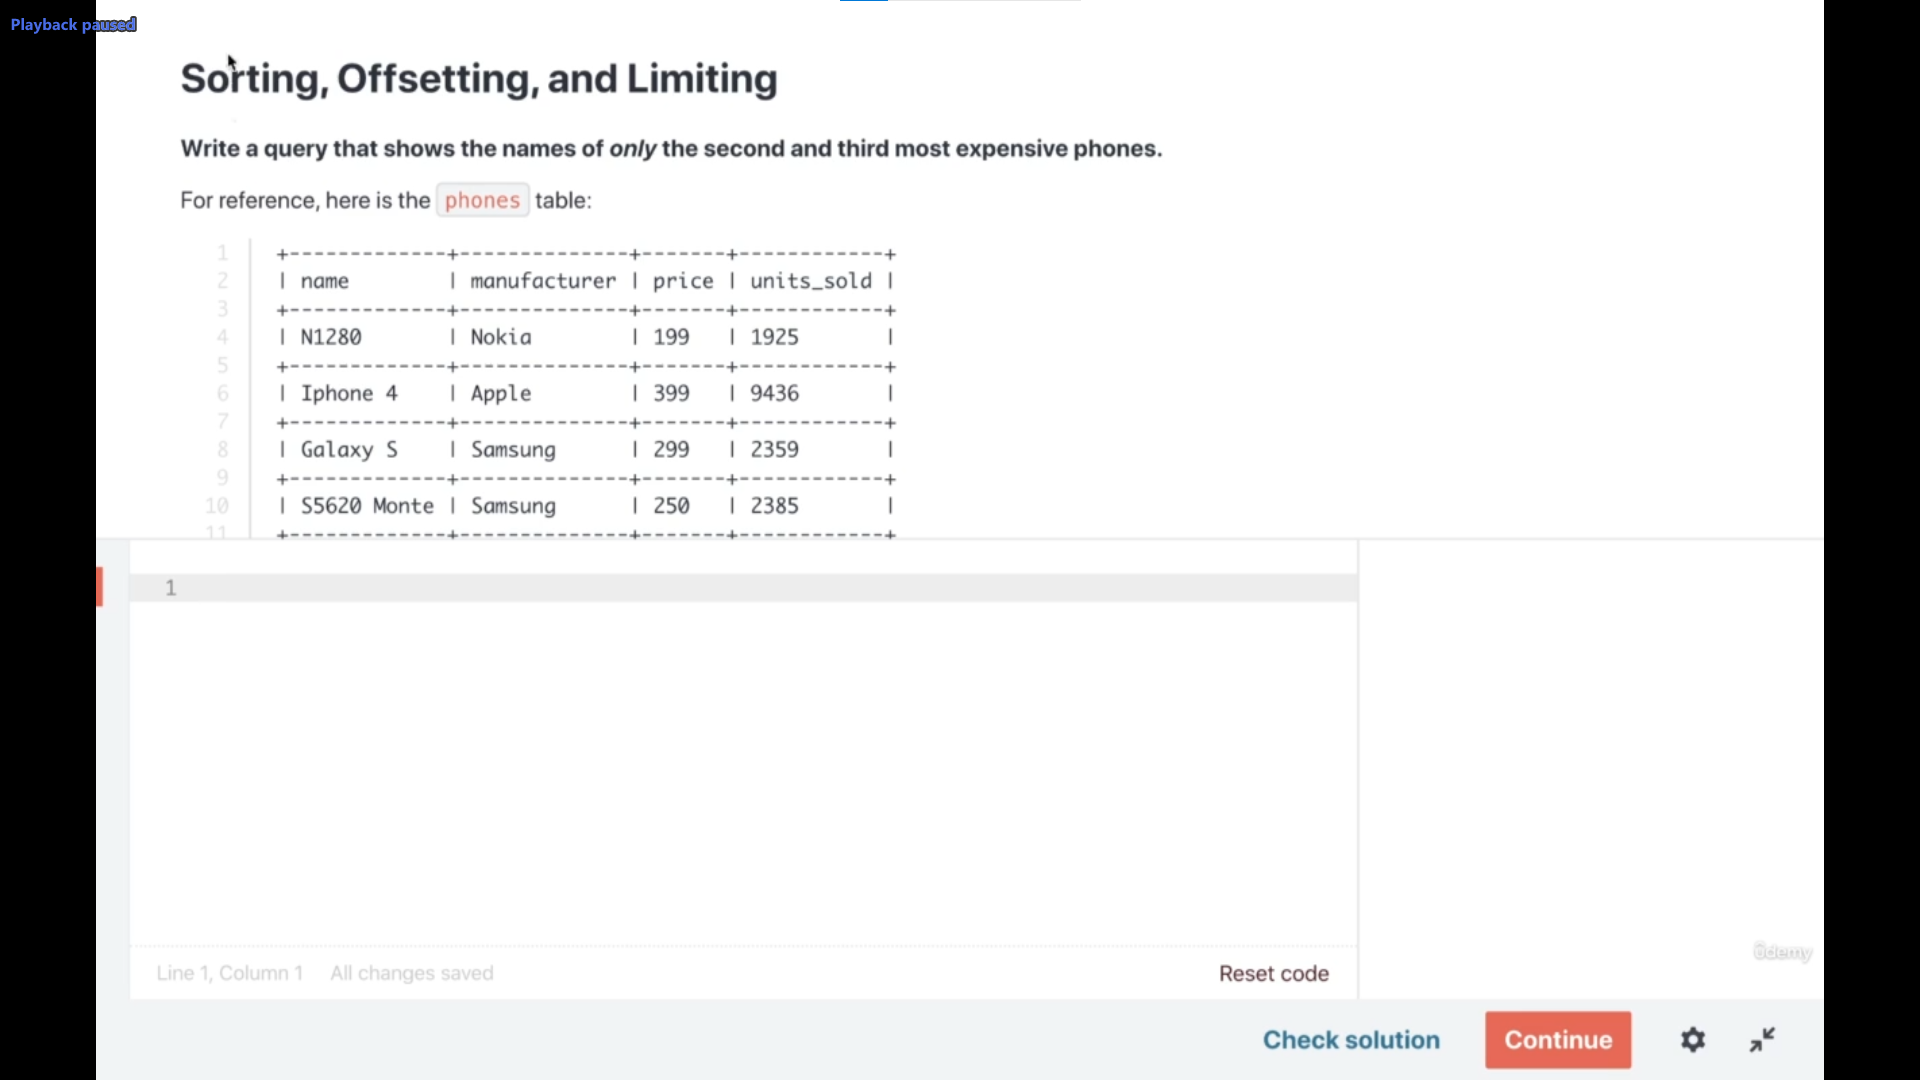 Playback paused
Sorting, Offsetting, and Limiting
Write a query that shows the names of only the second and third most expensive phones.
For reference, here is the phones table:
1 +-------------+--------------+-------+------------+
2 | name | manufacturer | price | units_sold |
3 +-------------+--------------+-------+------------+
4 | N1280 | Nokia | 199 | 1925 |
5 +-------------+--------------+-------+------------+
6 | Iphone 4 | Apple | 399 | 9436 |
7 +-------------+--------------+-------+------------+
8 | Galaxy S | Samsung | 299 | 2359 |
9 +-------------+--------------+-------+------------+
10 | S5620 Monte | Samsung | 250 | 2385 |
11 +-------------+--------------+-------+------------+
1
Line 1, Column 1 All changes saved Reset code
Check solution Continue
ûdemy